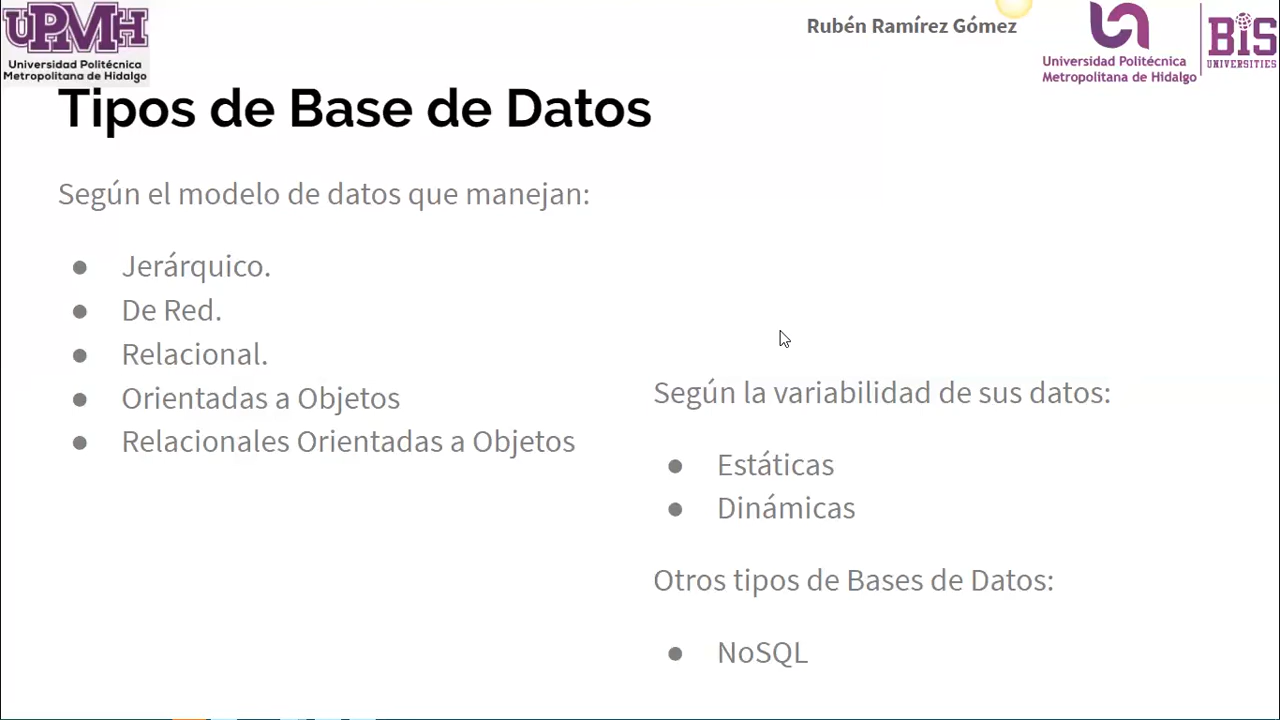 UPMH
Universidad Politécnica
Metropolitana de Hidalgo
Rubén Ramírez Gómez
Universidad Politécnica
Metropolitana de Hidalgo
BIS
UNIVERSITIES
Tipos de Base de Datos
Según el modelo de datos que manejan:
● Jerárquico.
● De Red.
● Relacional.
● Orientadas a Objetos
● Relacionales Orientadas a Objetos
Según la variabilidad de sus datos:
● Estáticas
● Dinámicas
Otros tipos de Bases de Datos:
● NoSQL